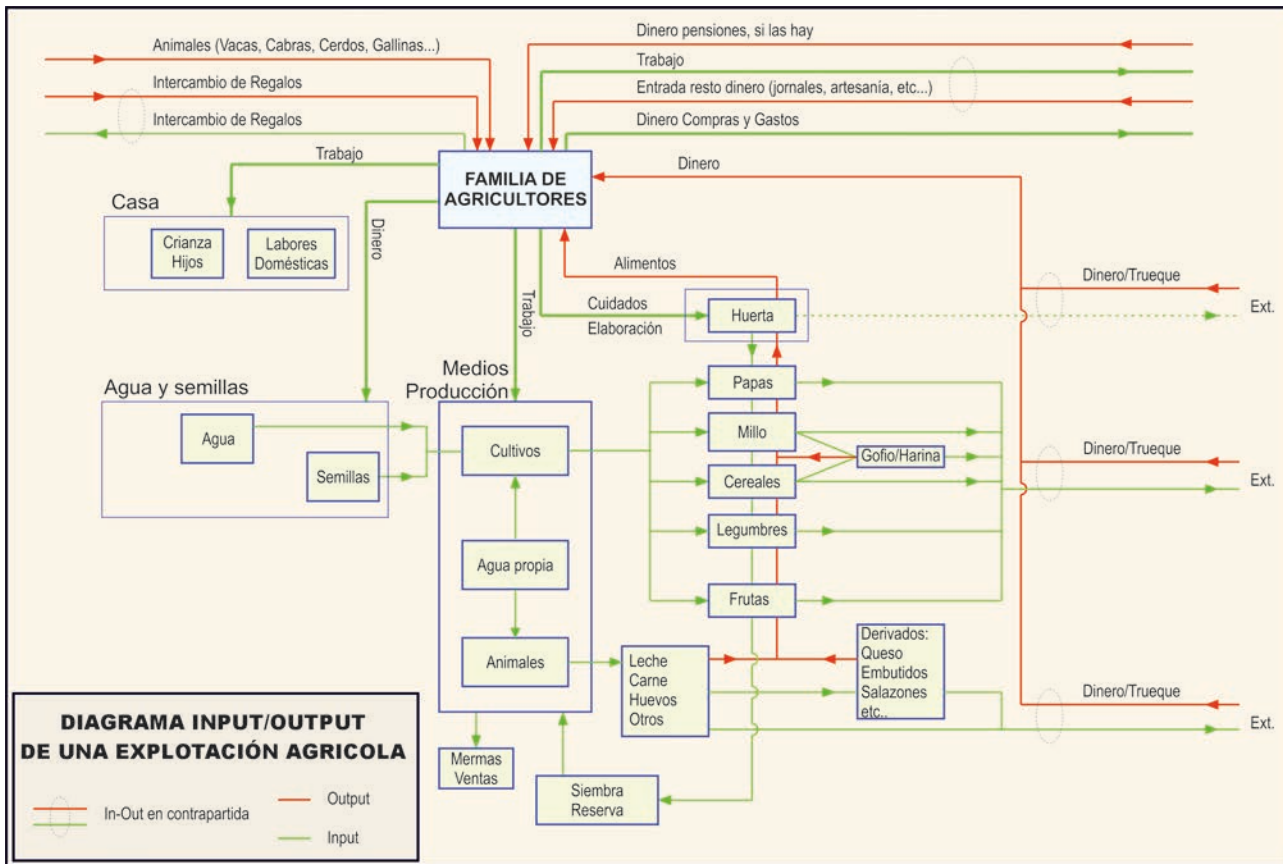 Animales (Vacas, Cabras, Cerdos, Gallinas...)
Intercambio de Regalos
Intercambio de Regalos
Dinero pensiones, si las hay
Trabajo
Entrada resto dinero (jornales, artesanía, etc...)
Dinero Compras y Gastos
Trabajo
FAMILIA DE
AGRICULTORES
Dinero
Casa
Crianza
Hijos
Labores
Domésticas
Dinero
Trabajo
Alimentos
Cuidados
Elaboración
Huerta
Dinero/Trueque
Ext.
Agua y semillas
Agua
Semillas
Medios
Producción
Cultivos
Agua propia
Animales
Papas
Millo
Cereales
Legumbres
Frutas
Gofio/Harina
Dinero/Trueque
Ext.
Leche
Carne
Huevos
Otros
Derivados:
Queso
Embutidos
Salazones
etc..
Dinero/Trueque
Ext.
Mermas
Ventas
Siembra
Reserva
DIAGRAMA INPUT/OUTPUT
DE UNA EXPLOTACIÓN AGRICOLA
In-Out en contrapartida
Output
Input